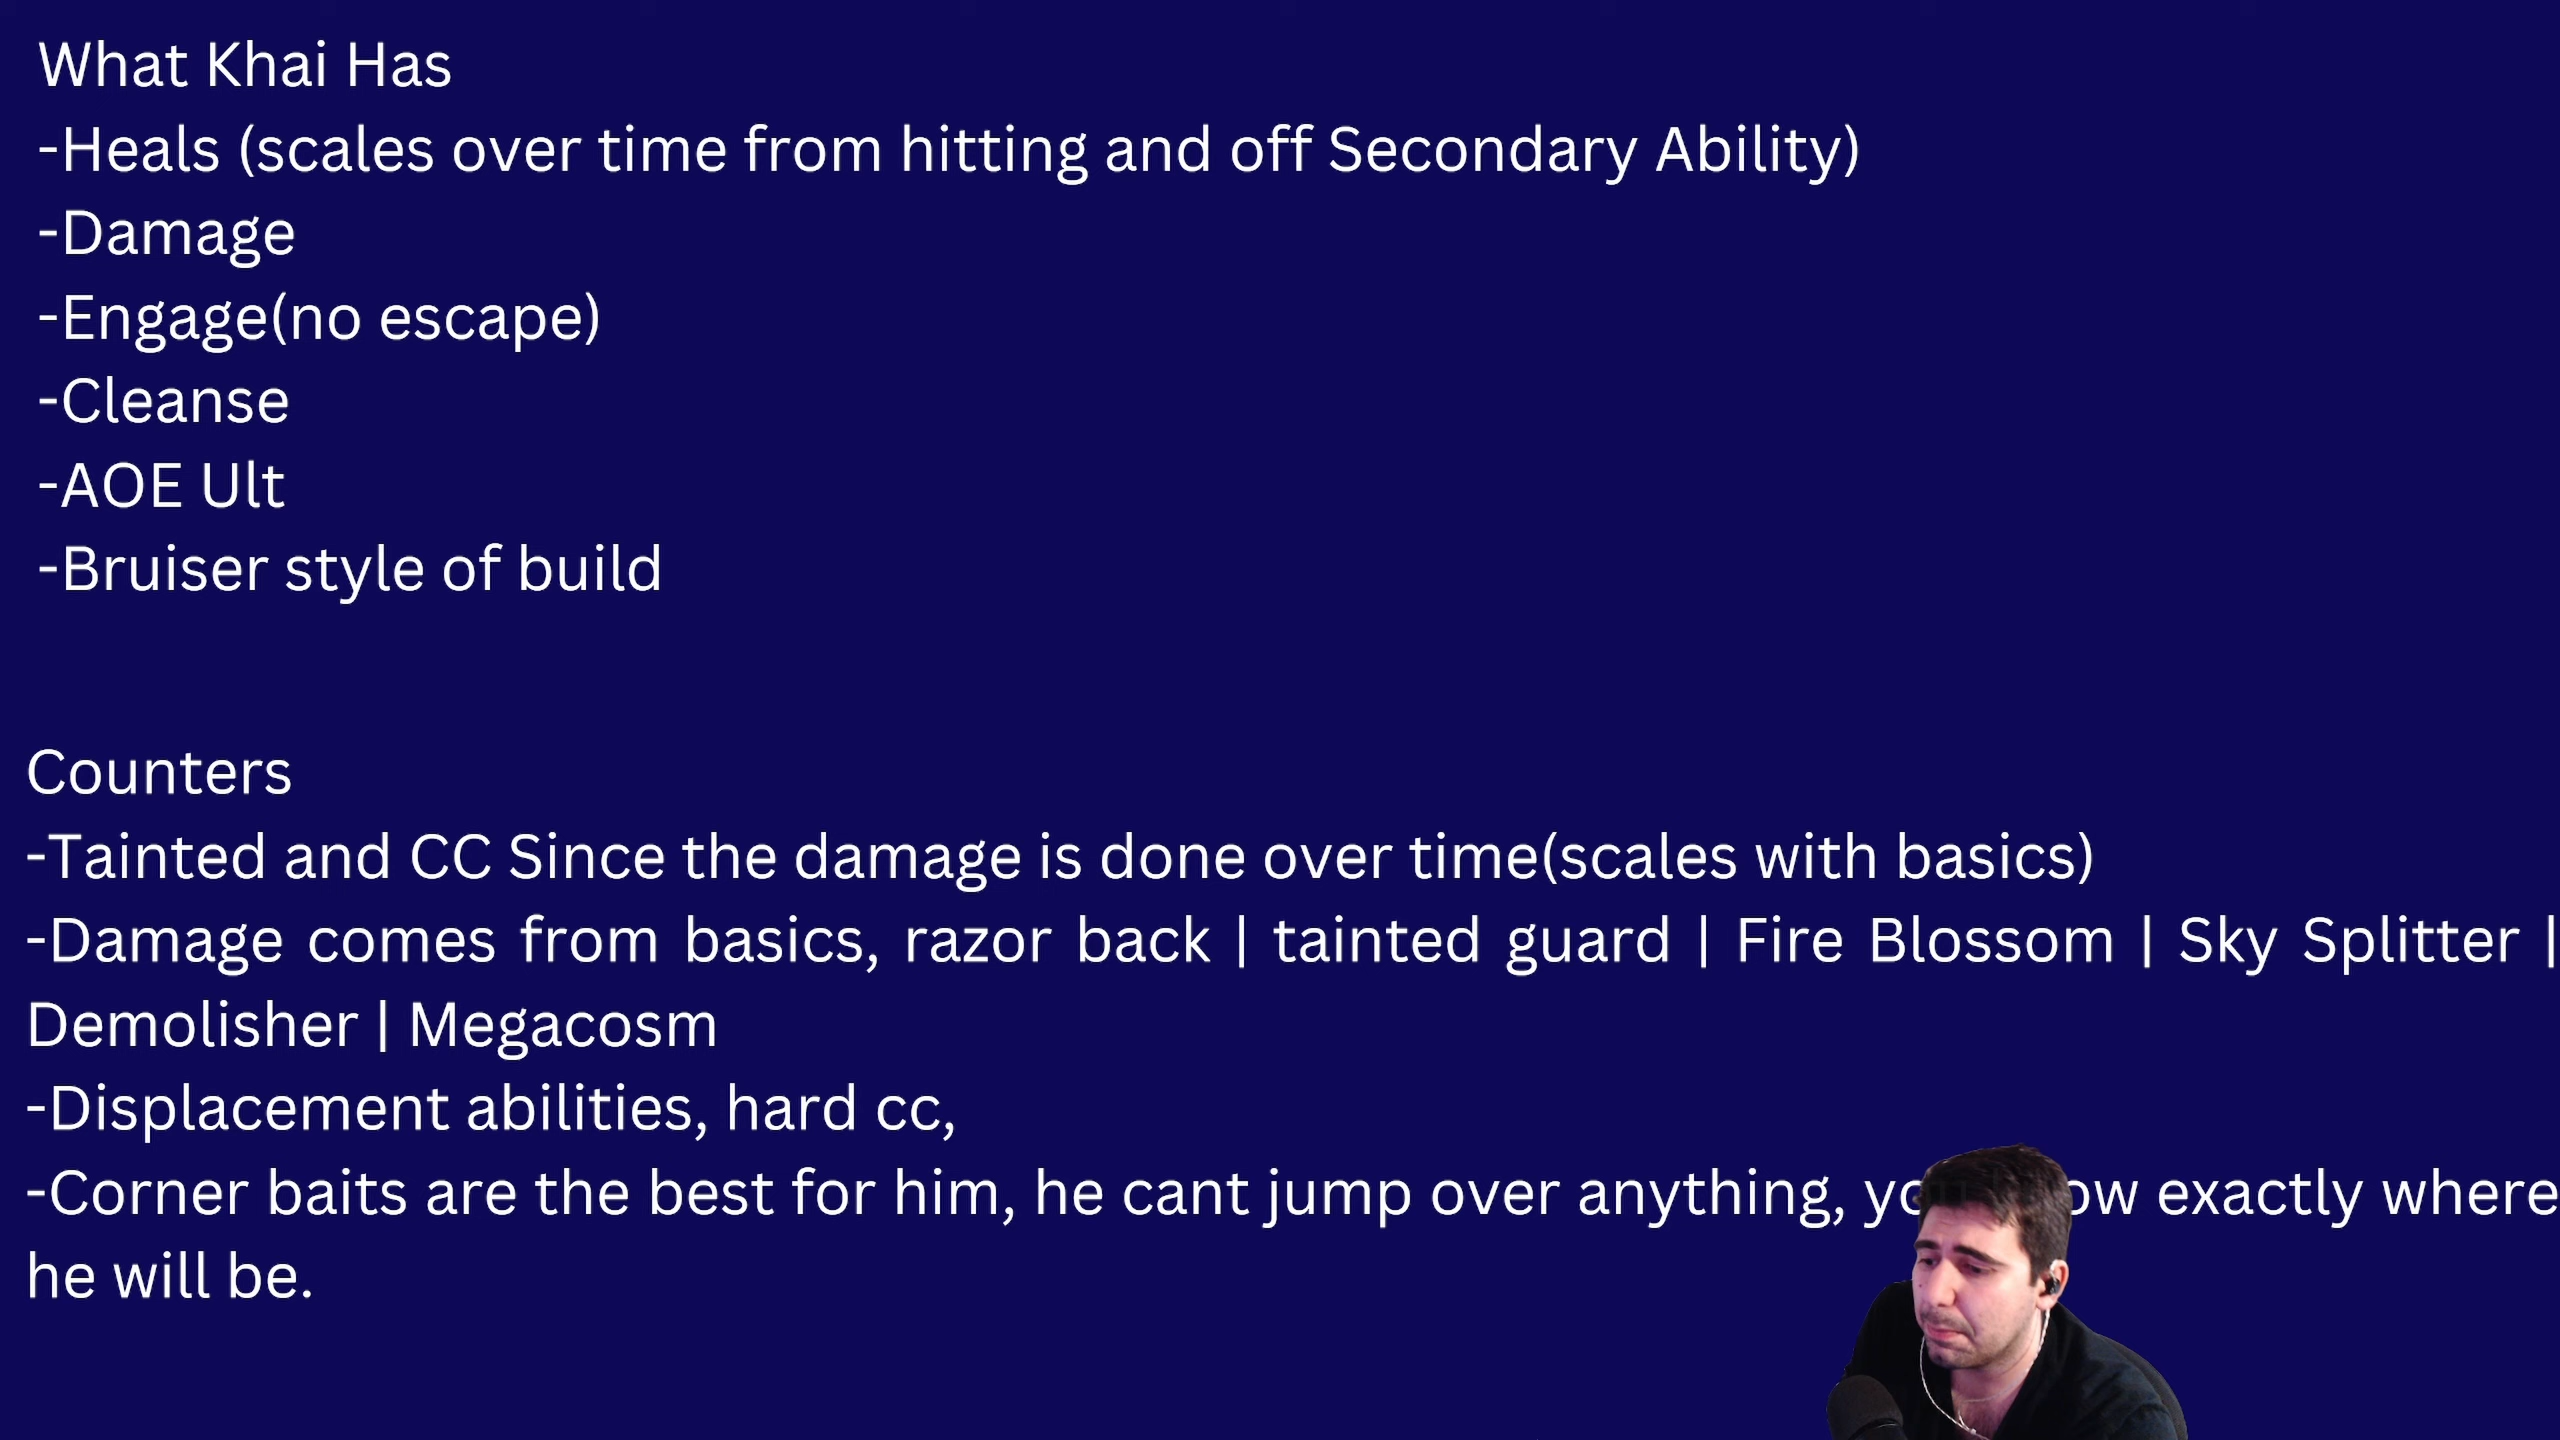 What Khai Has
-Heals (scales over time from hitting and off Secondary Ability)
-Damage
-Engage(no escape)
-Cleanse
-AOE Ult
-Bruiser style of build
Counters
-Tainted and CC Since the damage is done over time(scales with basics)
-Damage comes from basics, razor back | tainted guard | Fire Blossom | Sky Splitter |
Demolisher | Megacosm
-Displacement abilities, hard cc,
-Corner baits are the best for him, he cant jump over anything, exactly where
he will be.